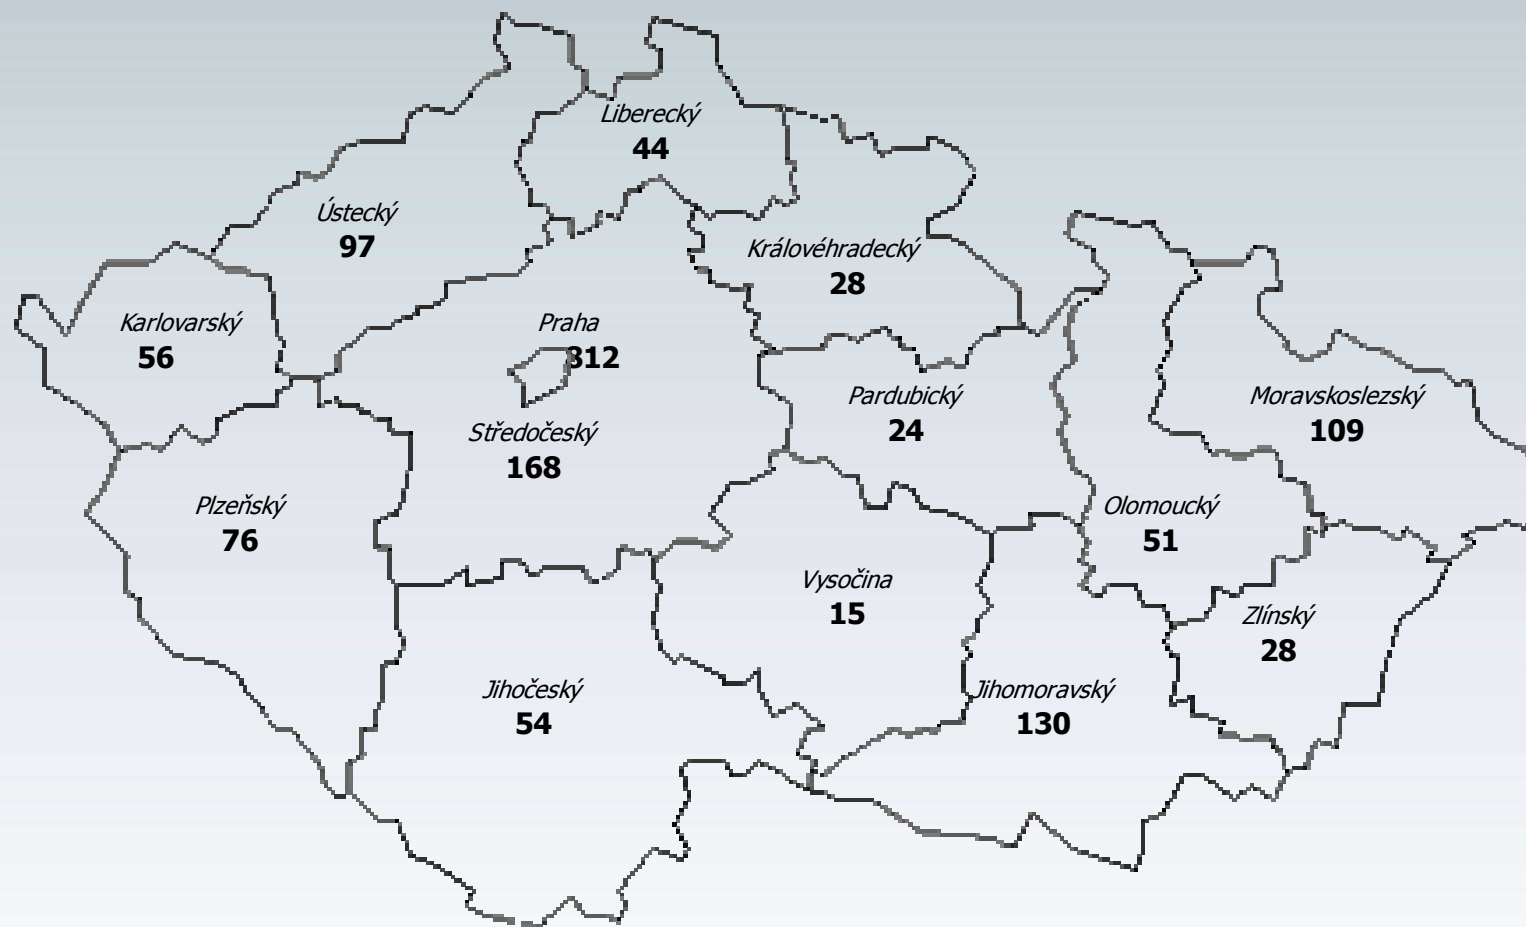 Liberecký
44
Ústecký
97
Královéhradecký
28
Karlovarský
56
Praha
312
Pardubický
24
Moravskoslezský
109
Středočeský
168
Plzeňský
76
Olomoucký
51
Vysočina
15
Zlínský
28
Jihočeský
54
Jihomoravský
130